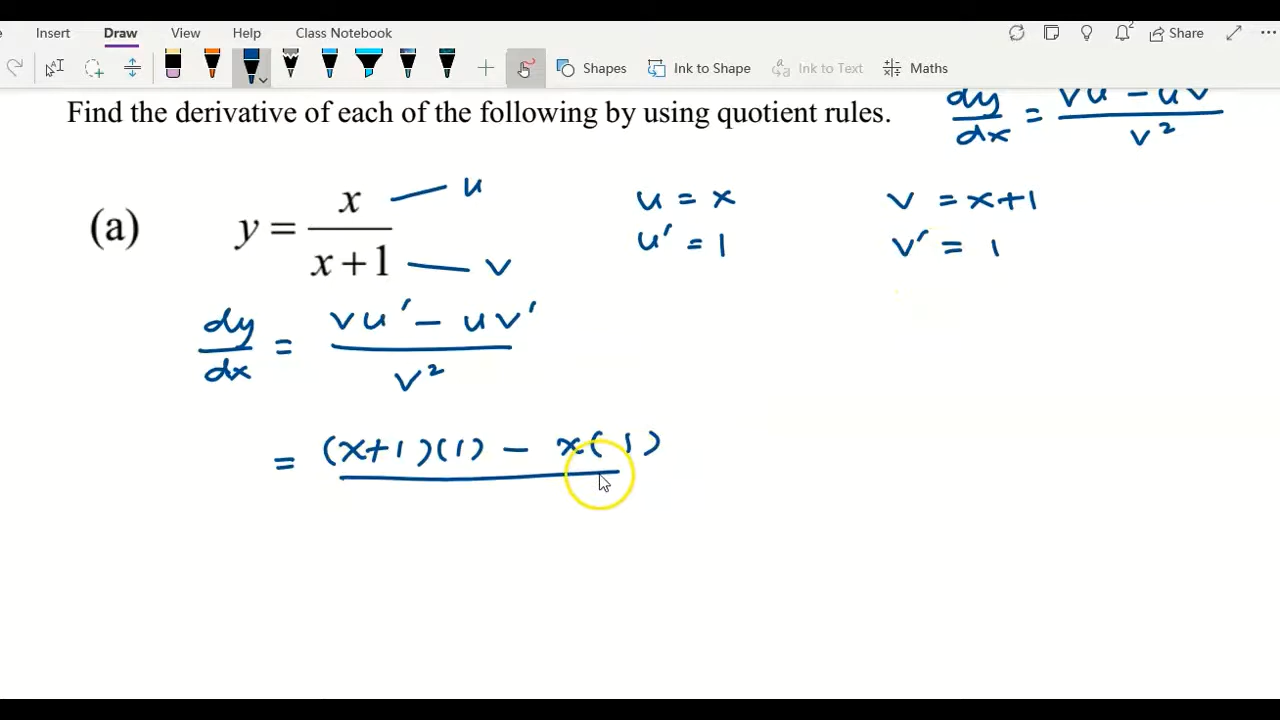 Insert Draw View Help Class Notebook 2 Share
Shapes Ink to Shape Ink to Text Maths
Find the derivative of each of the following by using quotient rules.
dy/dx = (vu' - uv')/v²
(a) y = x/(x+1)
u
v
u = x
u' = 1
v = x+1
v' = 1
dy/dx = (vu' - uv')/v²
= (x+1)(1) - x(1)